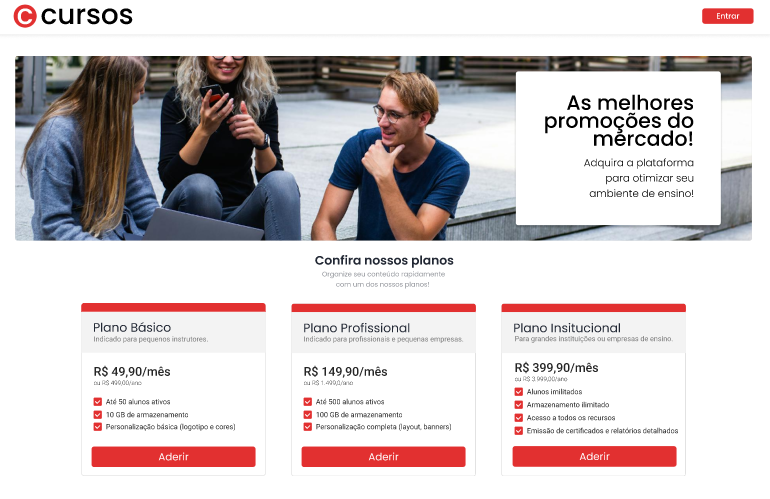 C cursos
Entrar
As melhores
promoções do
mercado!
Adquira a plataforma
para otimizar seu
ambiente de ensino!
Confira nossos planos
Organize seu conteúdo rapidamente
com um dos nossos planos!
Plano Básico
Indicado para pequenos instrutores.
R$ 49,90/mês
ou R$ 499,00/ano
Até 50 alunos ativos
10 GB de armazenamento
Personalização básica (logotipo e cores)
Aderir
Plano Profissional
Indicado para profissionais e pequenas empresas.
R$ 149,90/mês
ou R$ 1.499,0/ano
Até 500 alunos ativos
100 GB de armazenamento
Personalização completa (layout, banners)
Aderir
Plano Insitucional
Para grandes instituições ou empresas de ensino.
R$ 399,90/mês
ou R$ 3.999,00/ano
Alunos imilitados
Armazenamento ilimitado
Acesso a todos os recursos
Emissão de certificados e relatórios detalhados
Aderir